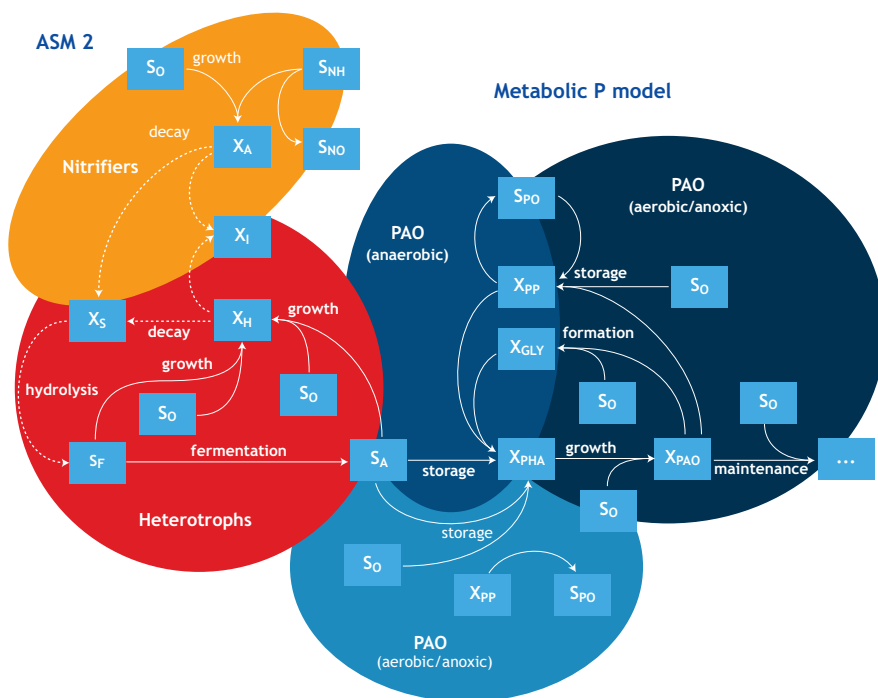 ASM 2
S_O
growth
S_NH
Metabolic P model
decay
X_A
S_NO
Nitrifiers
S_PO
PAO
(aerobic/anoxic)
PAO
(anaerobic)
X_I
X_PP
storage
S_O
X_S
decay
X_H
growth
X_GLY
formation
growth
hydrolysis
S_O
S_O
S_O
S_O
S_F
fermentation
S_A
storage
X_PHA
growth
X_PAO
maintenance
...
S_O
Heterotrophs
storage
S_O
X_PP
S_PO
PAO
(aerobic/anoxic)